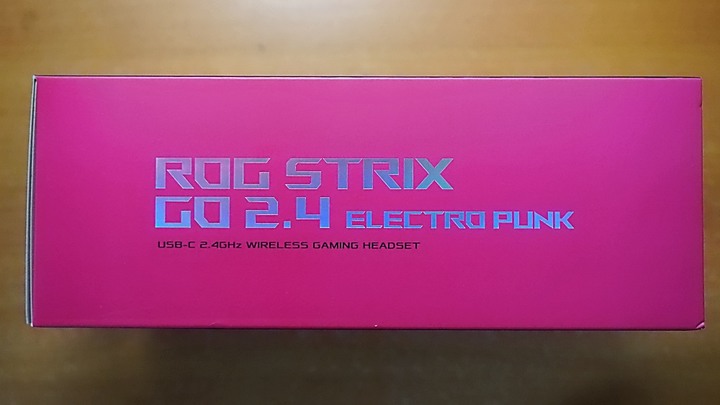 ROG STRIX
GO 2.4 ELECTRO PUNK
USB-C 2.4GHz WIRELESS GAMING HEADSET